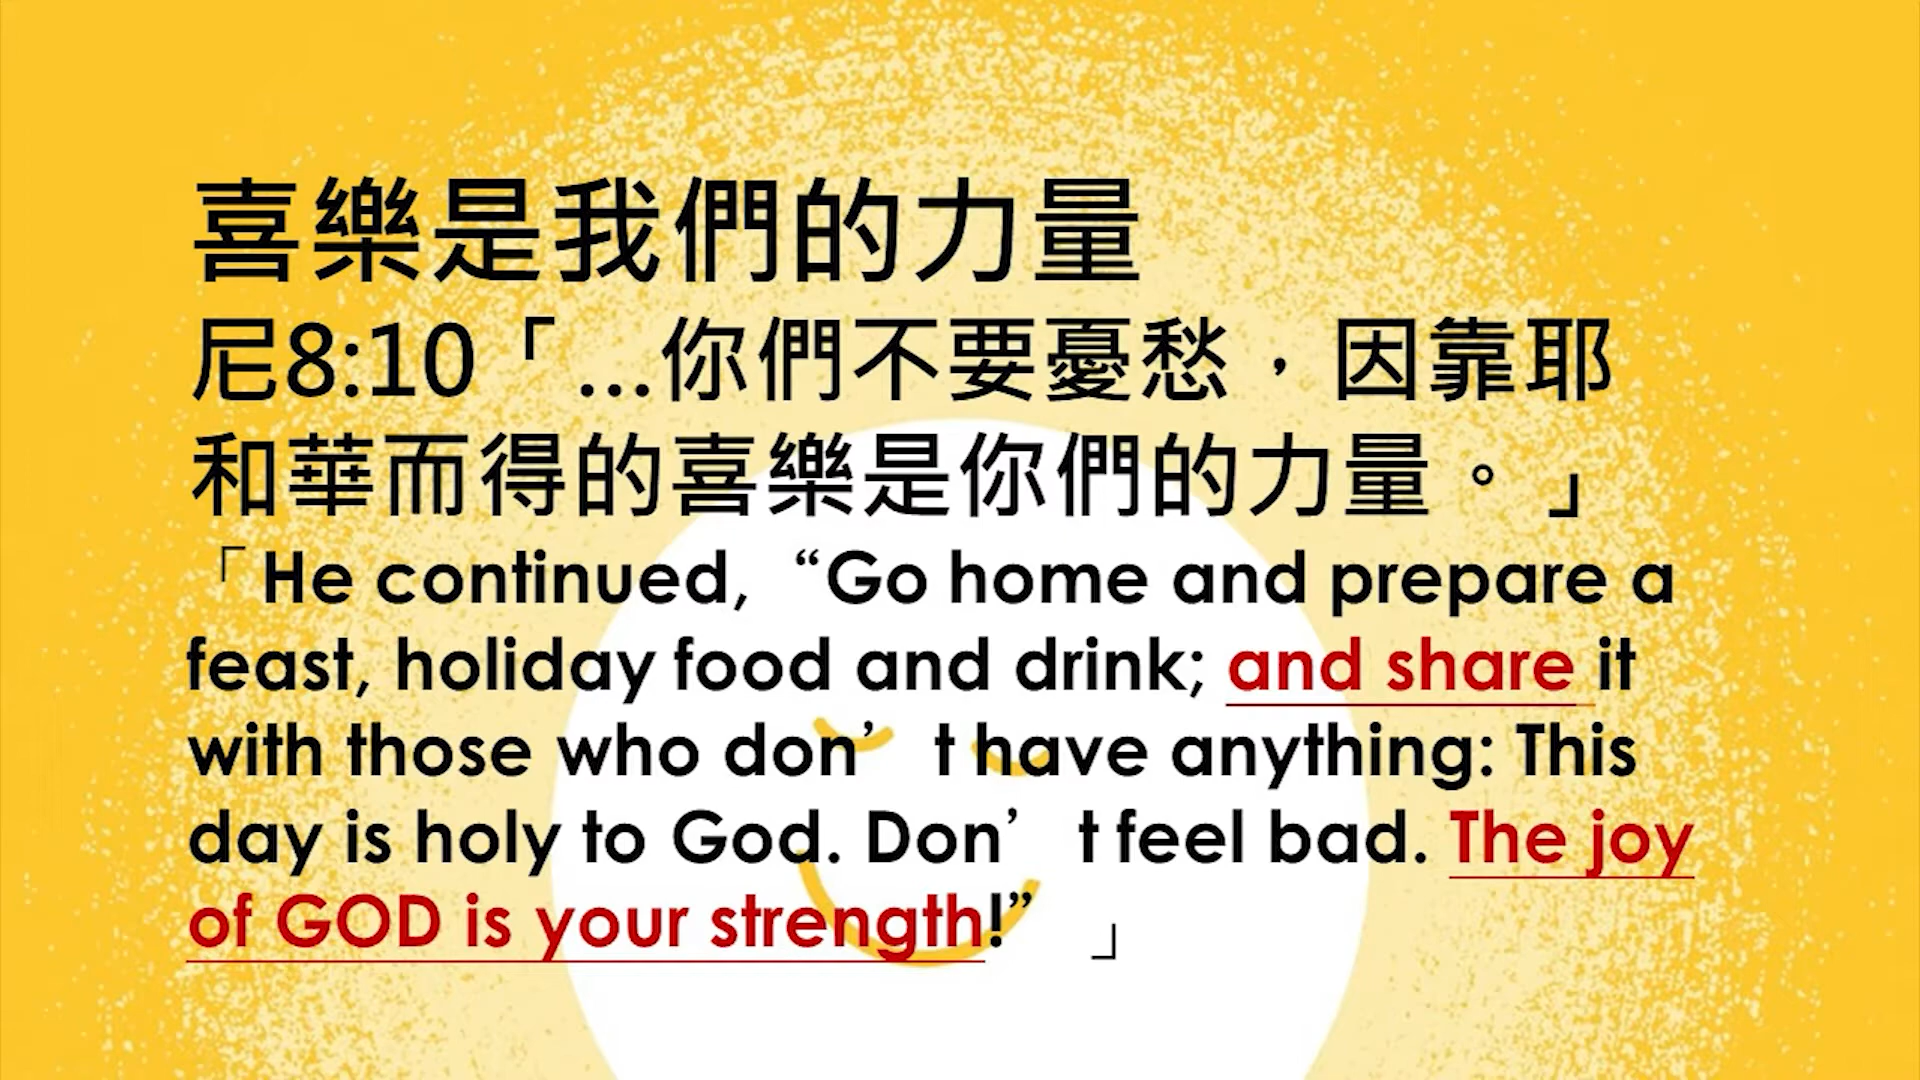 喜樂是我們的力量
尼8:10「…你們不要憂愁，因靠耶
和華而得的喜樂是你們的力量。」
「He continued, “Go home and prepare a
feast, holiday food and drink; and share it
with those who don’t have anything: This
day is holy to God. Don’t feel bad. The joy
of GOD is your strength!”」